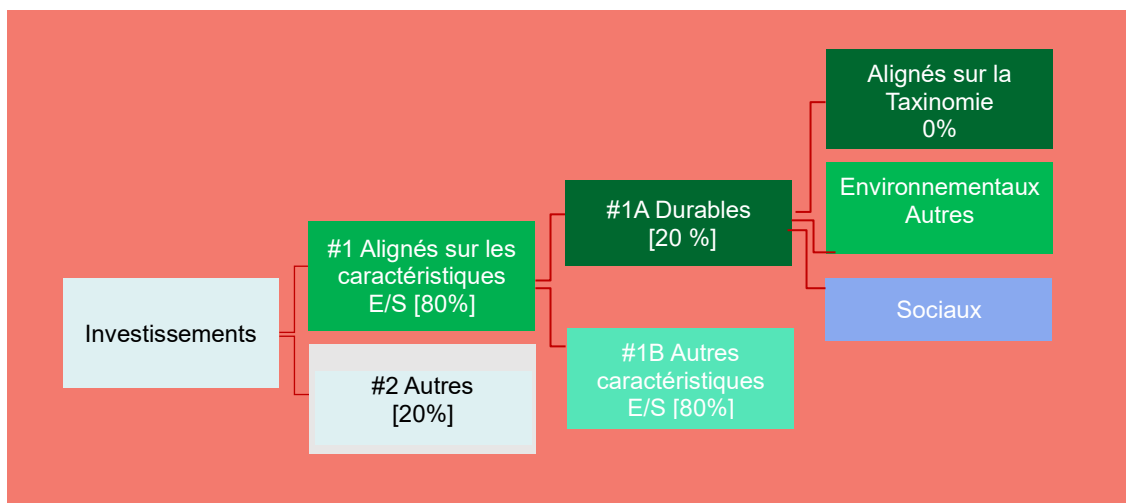 Investissements
#1 Alignés sur les
caractéristiques
E/S [80%]
#2 Autres
[20%]
#1A Durables
[20 %]
#1B Autres
caractéristiques
E/S [80%]
Alignés sur la
Taxinomie
0%
Environnementaux
Autres
Sociaux